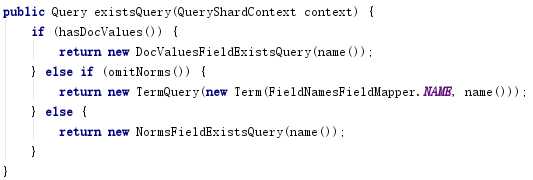 public Query existsQuery(QueryShardContext context) {
    if (hasDocValues()) {
        return new DocValuesFieldExistsQuery(name());
    } else if (omitNorms()) {
        return new TermQuery(new Term(FieldNamesFieldMapper.NAME, name()));
    } else {
        return new NormsFieldExistsQuery(name());
    }
}